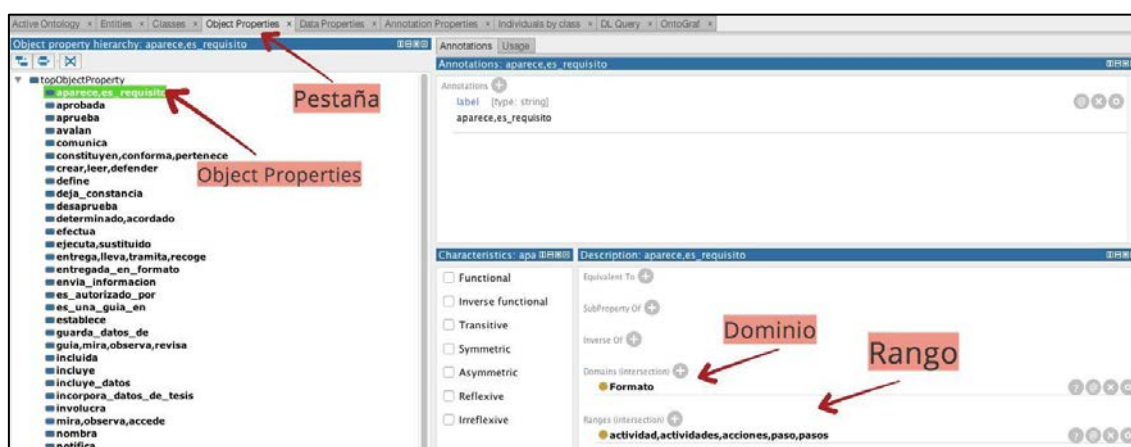 Active Ontology × Entities × Classes × Object Properties × Data Properties × Annotation Properties × Individuals by class × DL Query × OntoGraf ×
Object property hierarchy: aparece,es_requisito
topObjectProperty
aparece,es_requisito
aprobada
aprueba
avalan
comunica
constituyen,conforma,pertenece
crear,leer,defender
define
deja_constancia
desaprueba
determinado,acordado
efectua
ejecuta,sustituido
entrega,lleva,tramita,recoge
entregada_en_formato
envia_informacion
es_autorizado_por
es_una_guia_en
establece
guarda_datos_de
guia,mira,observa,revisa
incluida
incluye
incluye_datos
incorpora_datos_de_tesis
involucra
mira,observa,accede
nombra
notifica
Pestaña
Object Properties
Annotations Usage
Annotations: aparece,es_requisito
Annotations
label [type: string]
aparece,es_requisito
Characteristics: apa
Functional
Inverse functional
Transitive
Symmetric
Asymmetric
Reflexive
Irreflexive
Description: aparece,es_requisito
Equivalent To
SubProperty Of
Inverse Of
Domains (intersection)
Formato
Ranges (intersection)
actividad,actividades,acciones,paso,pasos
Dominio
Rango